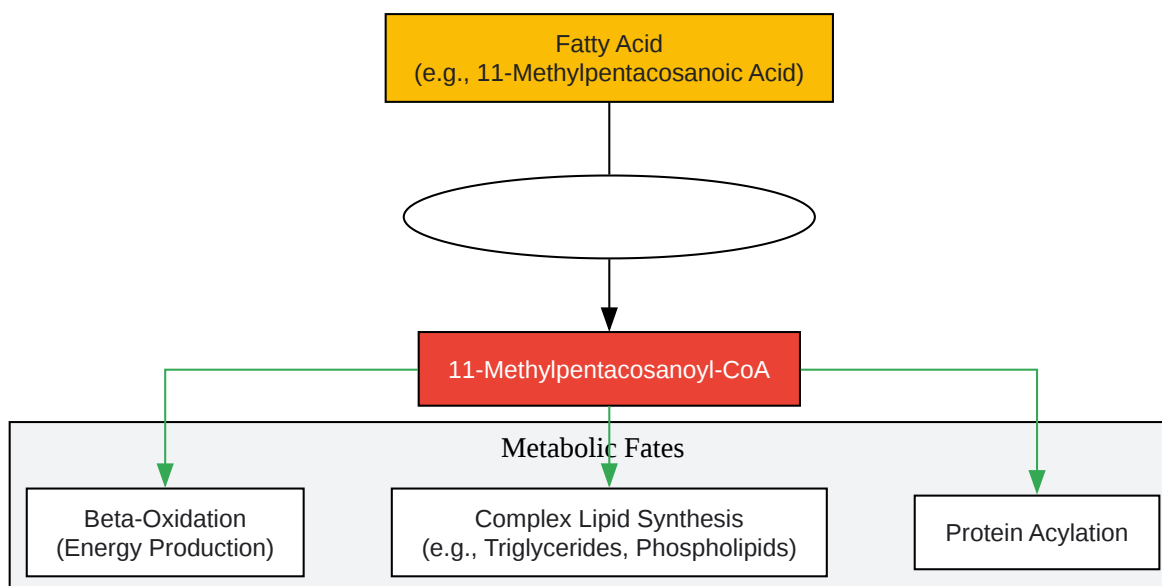 Fatty Acid
(e.g., 11-Methylpentacosanoic Acid)
11-Methylpentacosanoyl-CoA
Metabolic Fates
Beta-Oxidation
(Energy Production)
Complex Lipid Synthesis
(e.g., Triglycerides, Phospholipids)
Protein Acylation